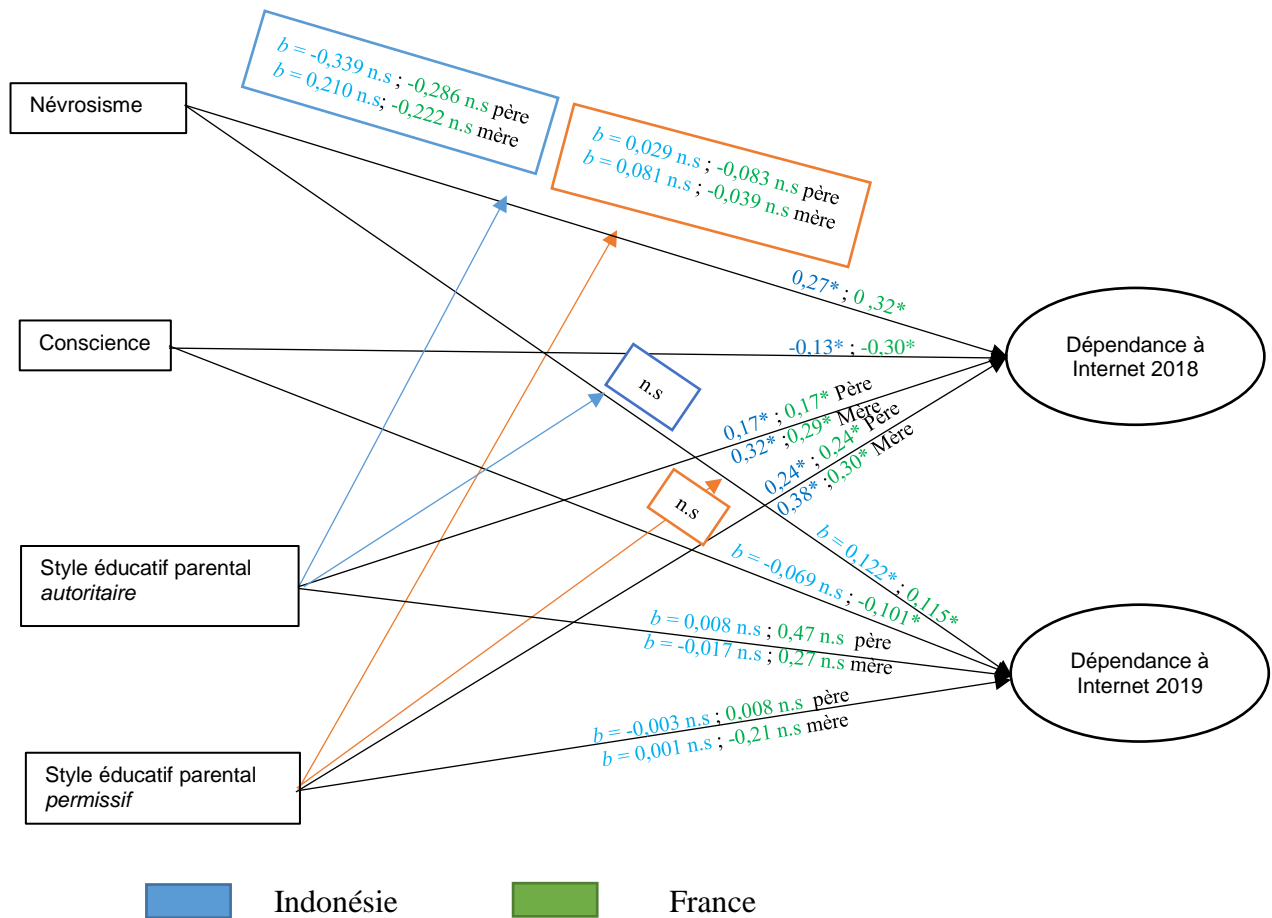 b = -0,339 n.s ; -0,286 n.s père
b = 0,210 n.s; -0,222 n.s mère
Névrosisme
b = 0,029 n.s ; -0,083 n.s père
b = 0,081 n.s ; -0,039 n.s mère
0,27* ; 0 ,32*
Conscience
-0,13* ; -0,30*
Dépendance à
Internet 2018
n.s
0,17* ; 0,17* Père
0,32* ;0,29* Mère
0,24* ; 0,24* Père
0,38* ;0,30* Mère
n.s
b = 0,122* ; 0,115*
b = -0,069 n.s ; -0,101*
Style éducatif parental
autoritaire
b = 0,008 n.s ; 0,47 n.s père
b = -0,017 n.s ; 0,27 n.s mère
Dépendance à
Internet 2019
b = -0,003 n.s ; 0,008 n.s père
b = 0,001 n.s ; -0,21 n.s mère
Style éducatif parental
permissif
Indonésie
France